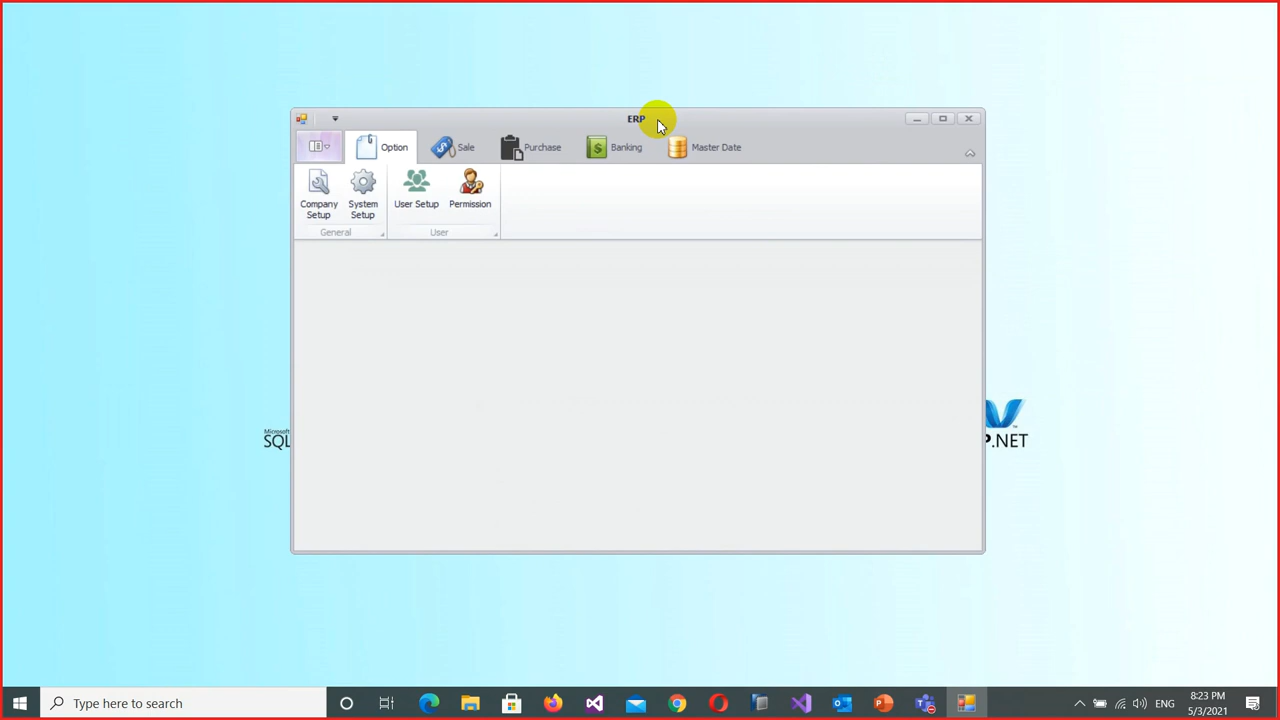 ERP
Option
Sale
Purchase
Banking
Master Date
Company
Setup
System
Setup
User Setup
Permission
General
User
Microsoft
SQL
P.NET
Type here to search
ENG
8:23 PM
5/3/2021